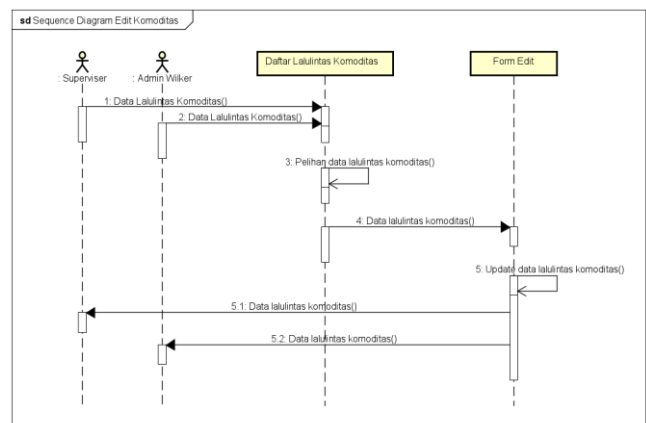 sd Sequence Diagram Edit Komoditas
: Superviser
: Admin Wilker
Daftar Lalulintas Komoditas
Form Edit
1: Data Lalulintas Komoditas()
2: Data Lalulintas Komoditas()
3: Pelihan data lalulintas komoditas()
4: Data lalulintas komoditas()
5: Update data lalulintas komoditas()
5.1: Data lalulintas komoditas()
5.2: Data lalulintas komoditas()